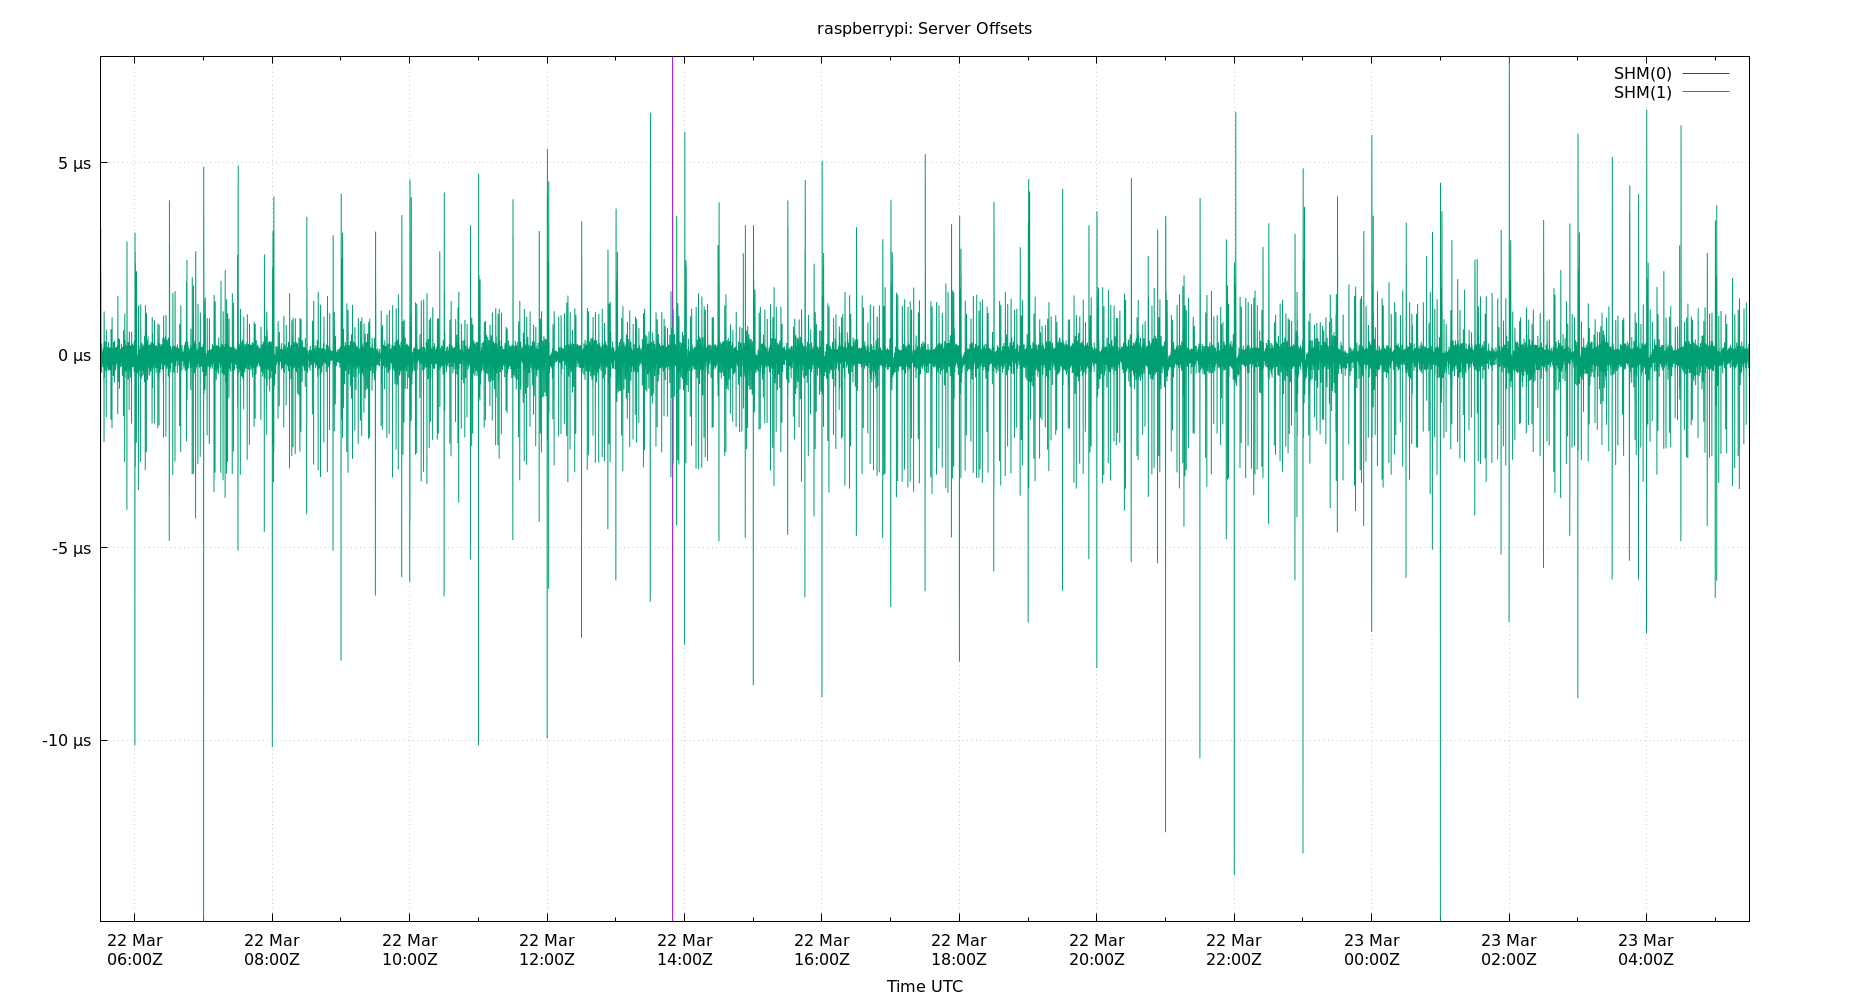 raspberrypi: Server Offsets
SHM(0)
SHM(1)
5 µs
0 µs
-5 µs
-10 µs
22 Mar 22 Mar 22 Mar 22 Mar 22 Mar 22 Mar 22 Mar 22 Mar 22 Mar 23 Mar 23 Mar 23 Mar
06:00Z 08:00Z 10:00Z 12:00Z 14:00Z 16:00Z 18:00Z 20:00Z 22:00Z 00:00Z 02:00Z 04:00Z
Time UTC